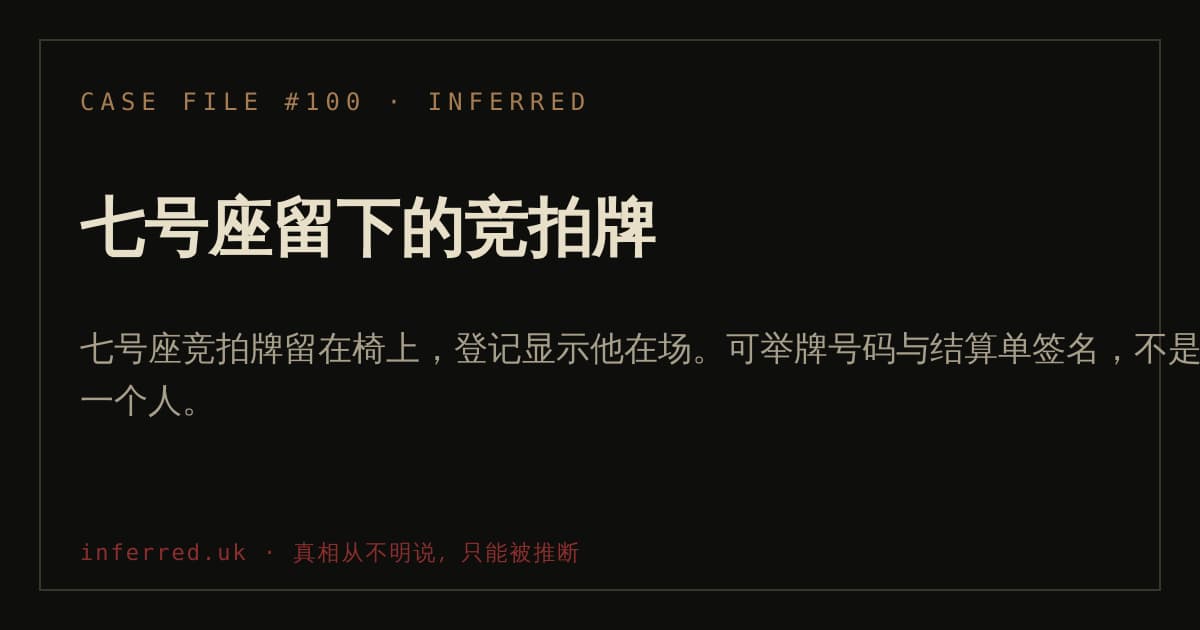 CASE FILE #100 · INFERRED
七号座留下的竞拍牌
七号座竞拍牌留在椅上，登记显示他在场。可举牌号码与结算单签名，不是
一个人。
inferred.uk · 真相从不明说，只能被推断